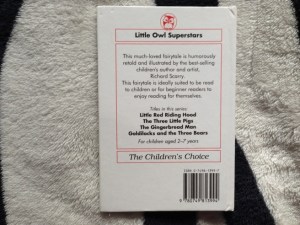 Little Owl Superstars
This much-loved fairytale is humorously
retold and illustrated by the best-selling
children's author and artist,
Richard Scarry.
This fairytale is ideally suited to be read
to children or for beginner readers to
enjoy reading for themselves.
Titles in this series:
Little Red Riding Hood
The Three Little Pigs
The Gingerbread Man
Goldilocks and the Three Bears
For children aged 2–7 years
The Children's Choice